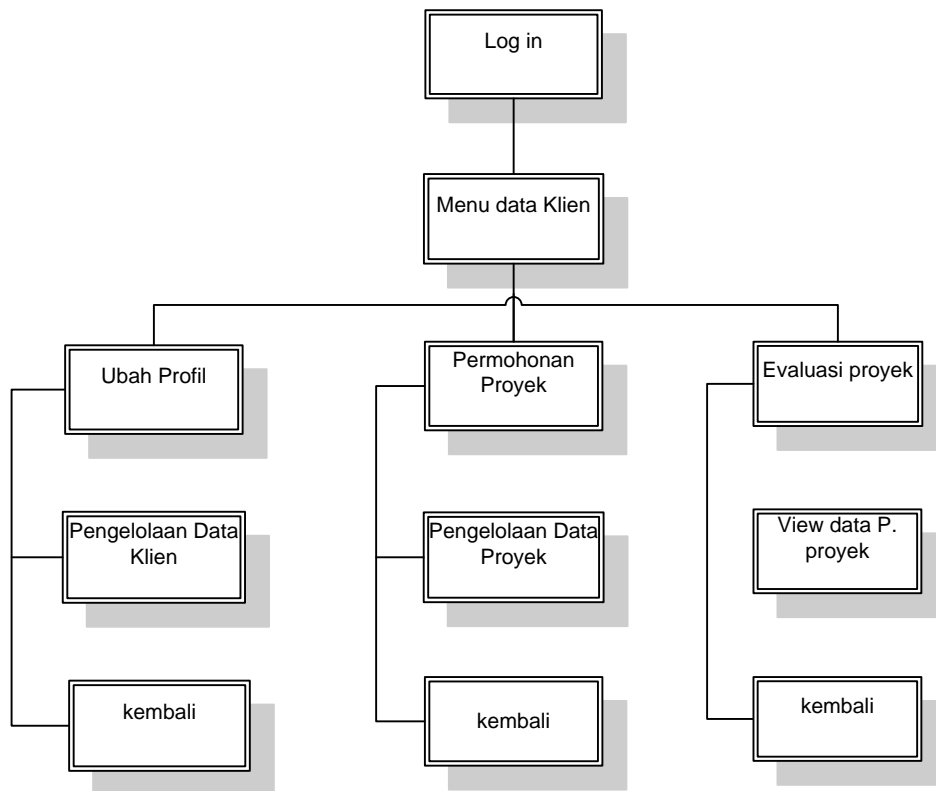 Log in
Menu data Klien
Ubah Profil
Permohonan
Proyek
Evaluasi proyek
Pengelolaan Data
Klien
Pengelolaan Data
Proyek
View data P.
proyek
kembali
kembali
kembali